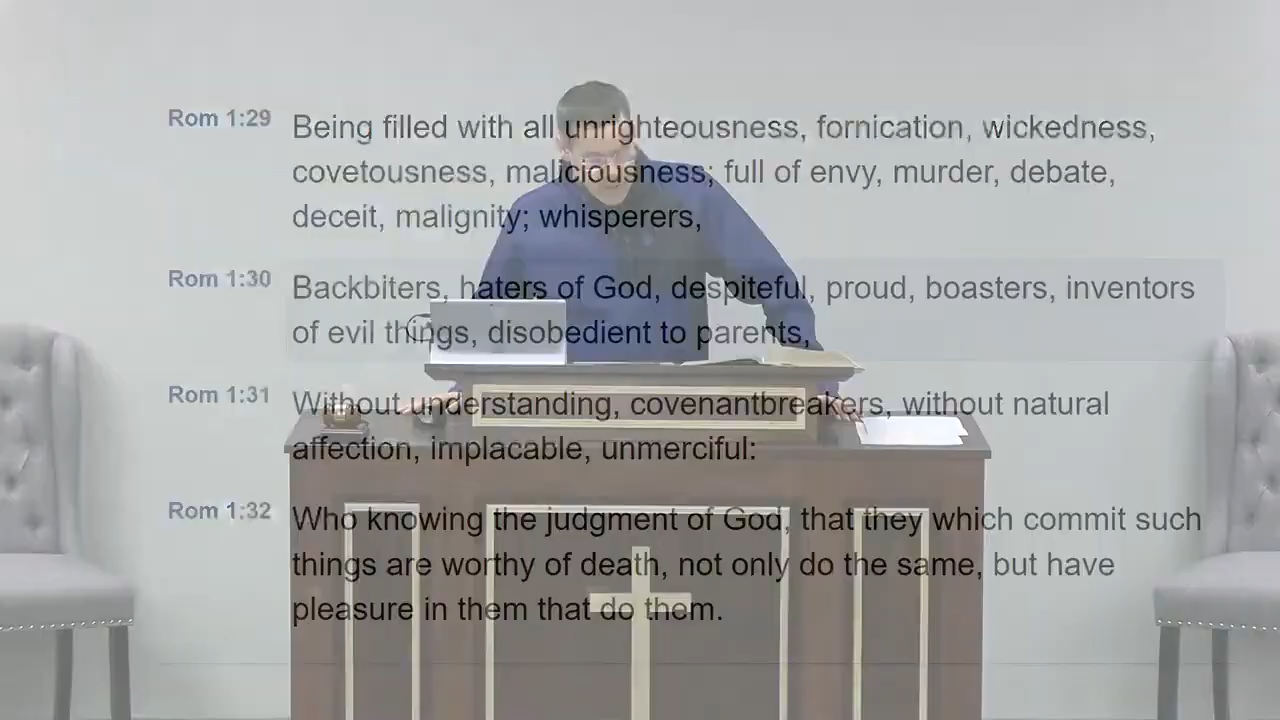 Rom 1:29 Being filled with all unrighteousness, fornication, wickedness,
covetousness, maliciousness; full of envy, murder, debate,
deceit, malignity; whisperers,
Rom 1:30 Backbiters, haters of God, despiteful, proud, boasters, inventors
of evil things, disobedient to parents,
Rom 1:31 Without understanding, covenantbreakers, without natural
affection, implacable, unmerciful:
Rom 1:32 Who knowing the judgment of God, that they which commit such
things are worthy of death, not only do the same, but have
pleasure in them that do them.